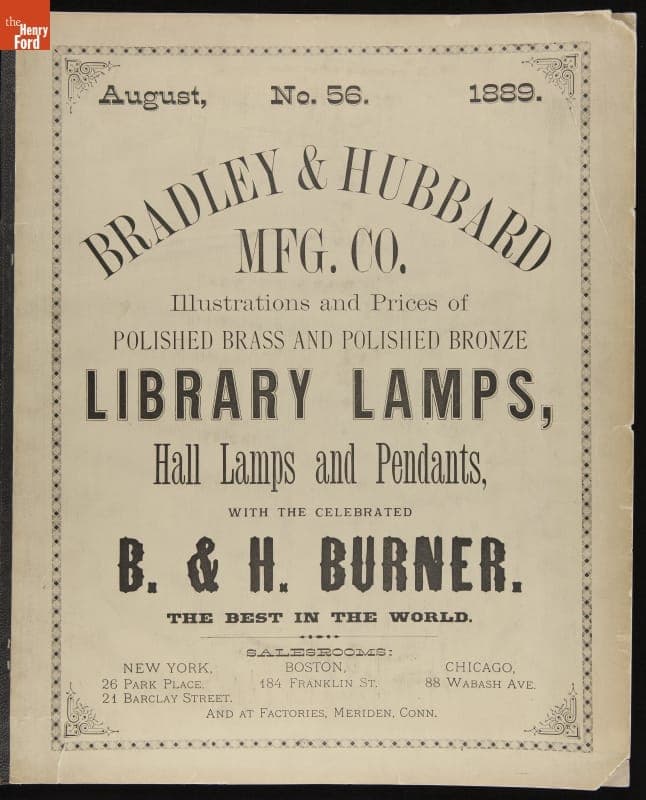 the
Henry
Ford
August, No. 56. 1889.
BRADLEY & HUBBARD
MFG. CO.
Illustrations and Prices of
POLISHED BRASS AND POLISHED BRONZE
LIBRARY LAMPS,
Hall Lamps and Pendants,
WITH THE CELEBRATED
B. & H. BURNER.
THE BEST IN THE WORLD.
SALESROOMS:
NEW YORK, BOSTON, CHICAGO,
26 PARK PLACE. 184 FRANKLIN ST. 88 WABASH AVE.
21 BARCLAY STREET.
AND AT FACTORIES, MERIDEN, CONN.